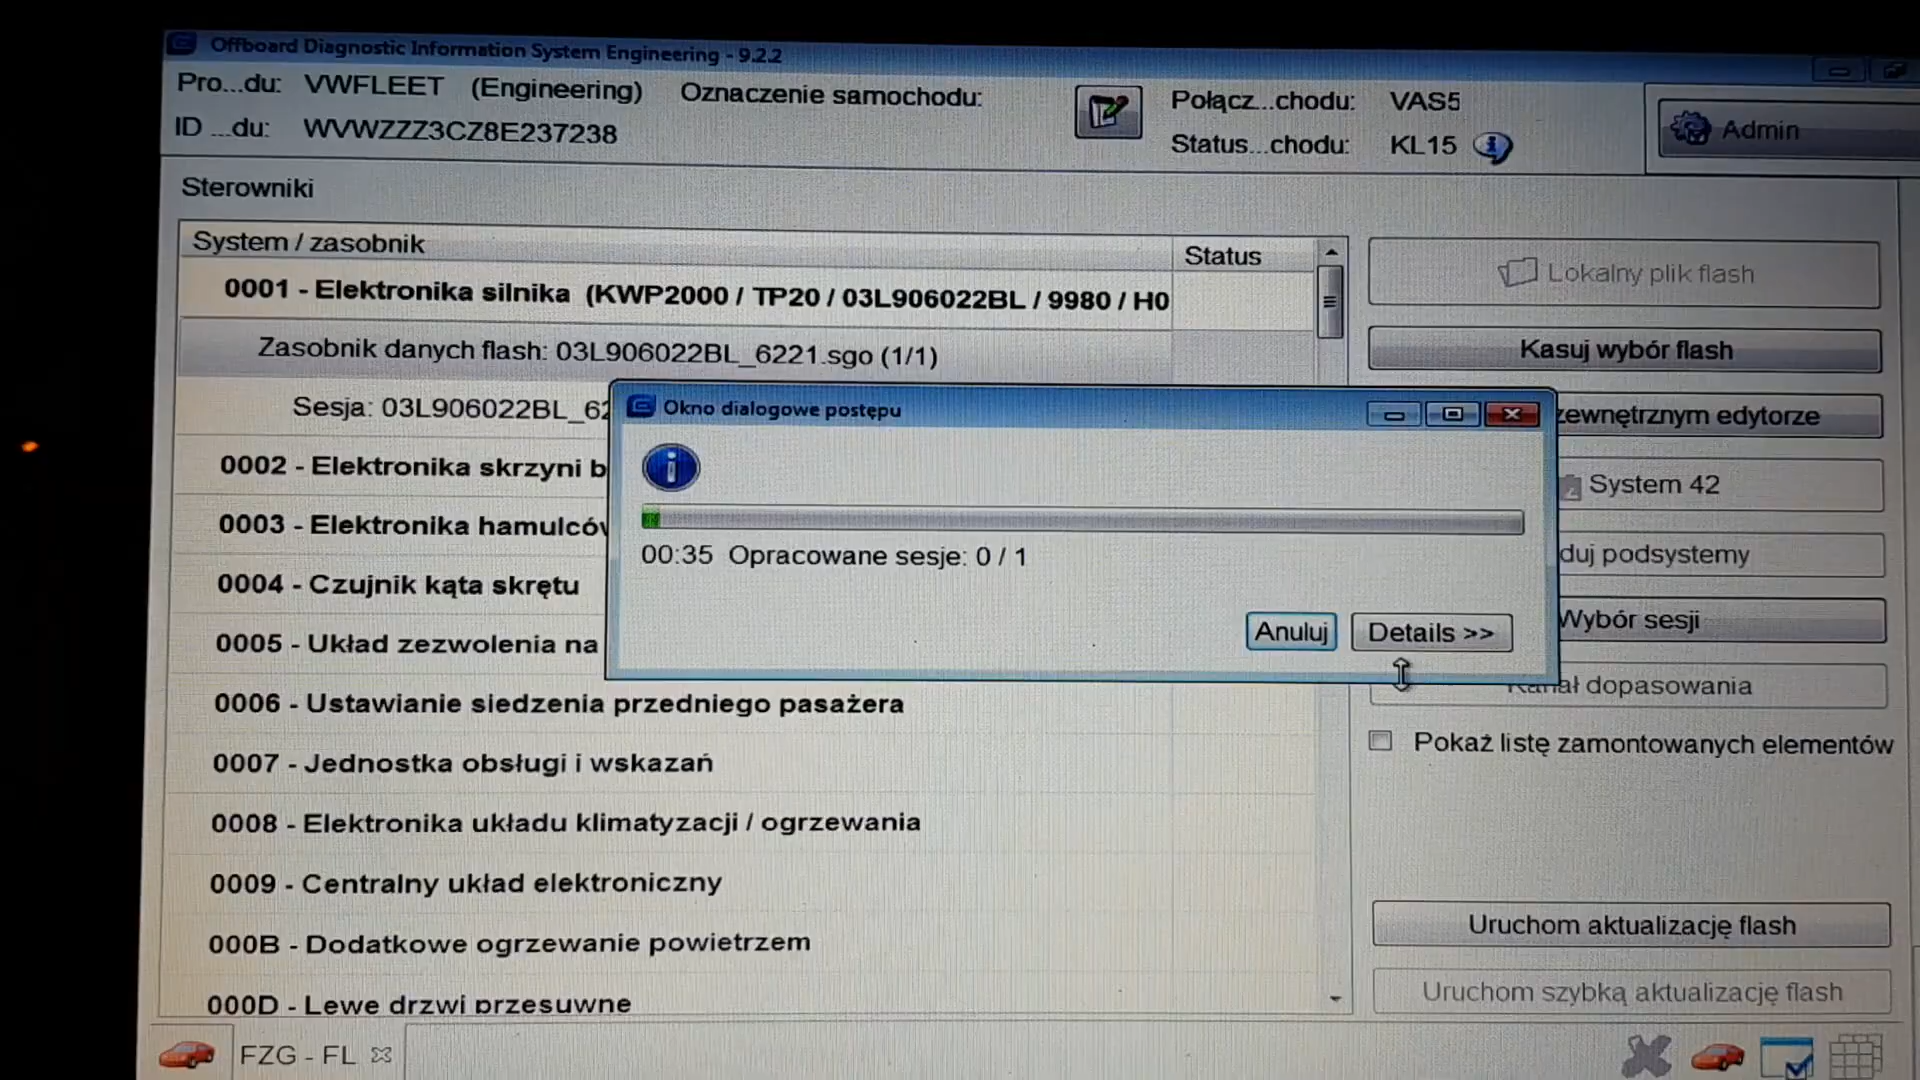 Offboard Diagnostic Information System Engineering - 9.2.2
Pro...du: VWFLEET (Engineering) Oznaczenie samochodu: Połącz...chodu: VAS5
ID ...du: WVWZZZ3CZ8E237238 Status...chodu: KL15
Admin
Sterowniki
System / zasobnik Status
0001 - Elektronika silnika (KWP2000 / TP20 / 03L906022BL / 9980 / H0
Zasobnik danych flash: 03L906022BL_6221.sgo (1/1)
Sesja: 03L906022BL_62
0002 - Elektronika skrzyni b
0003 - Elektronika hamulców
0004 - Czujnik kąta skrętu
0005 - Układ zezwolenia na
0006 - Ustawianie siedzenia przedniego pasażera
0007 - Jednostka obsługi i wskazań
0008 - Elektronika układu klimatyzacji / ogrzewania
0009 - Centralny układ elektroniczny
000B - Dodatkowe ogrzewanie powietrzem
000D - Lewe drzwi przesuwne
Okno dialogowe postępu
00:35 Opracowane sesje: 0 / 1
Anuluj Details >>
Lokalny plik flash
Kasuj wybór flash
zewnętrznym edytorze
System 42
duj podsystemy
Wybór sesji
Kanał dopasowania
Pokaż listę zamontowanych elementów
Uruchom aktualizację flash
Uruchom szybką aktualizację flash
FZG - FL